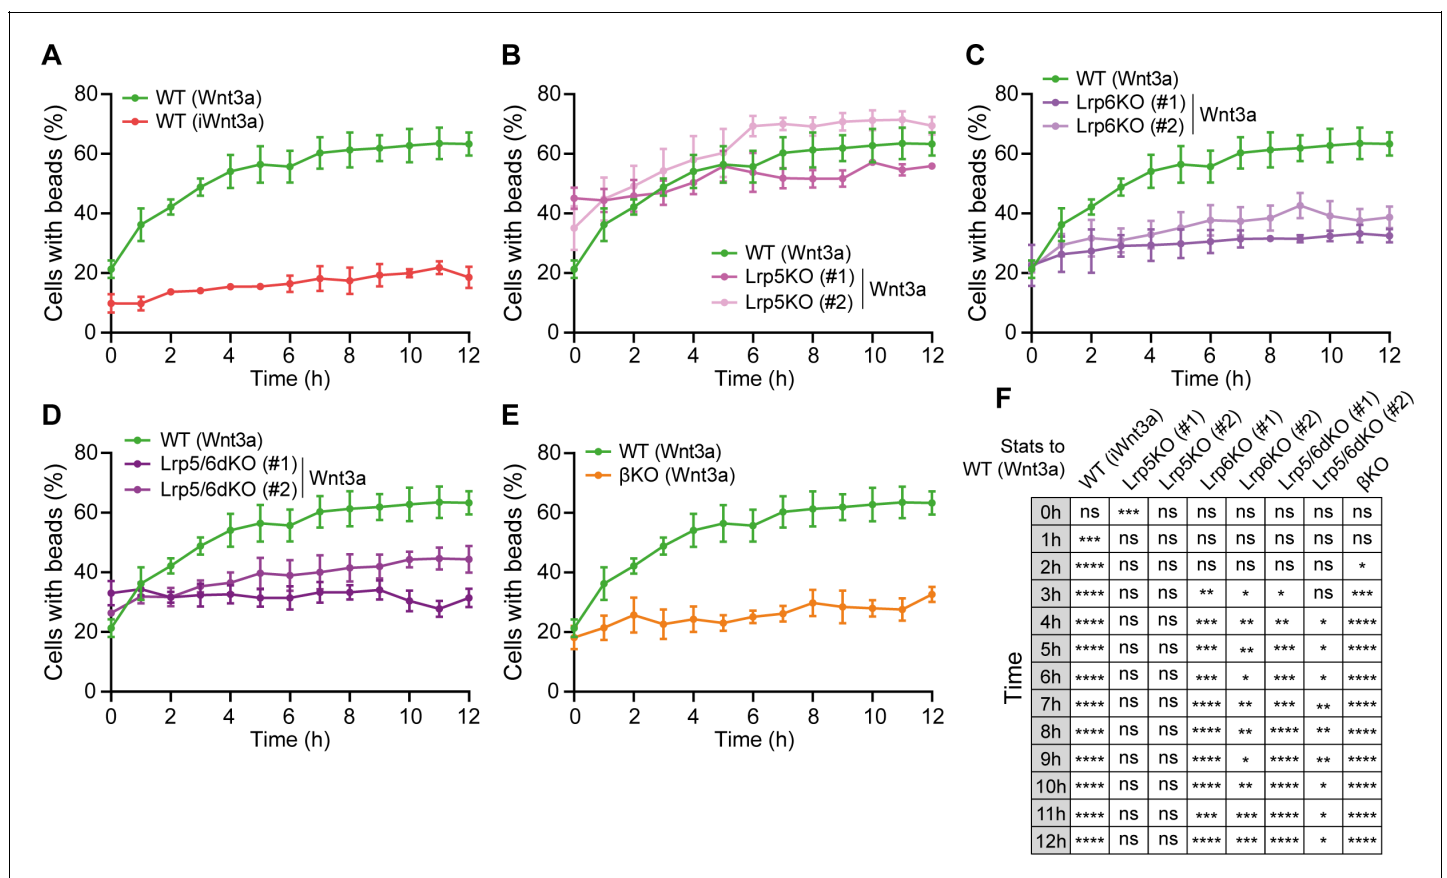 A
WT (Wnt3a)
WT (iWnt3a)
Cells with beads (%)
80
60
40
20
0
0 2 4 6 8 10 12
Time (h)
B
Cells with beads (%)
80
60
40
20
0
WT (Wnt3a)
Lrp5KO (#1)
Lrp5KO (#2)
Wnt3a
0 2 4 6 8 10 12
Time (h)
C
WT (Wnt3a)
Lrp6KO (#1)
Lrp6KO (#2)
Wnt3a
Cells with beads (%)
80
60
40
20
0
0 2 4 6 8 10 12
Time (h)
D
WT (Wnt3a)
Lrp5/6dKO (#1)
Lrp5/6dKO (#2)
Wnt3a
Cells with beads (%)
80
60
40
20
0
0 2 4 6 8 10 12
Time (h)
E
WT (Wnt3a)
βKO (Wnt3a)
Cells with beads (%)
80
60
40
20
0
0 2 4 6 8 10 12
Time (h)
F
Stats to
WT (Wnt3a)
WT (iWnt3a)
Lrp5KO (#1)
Lrp5KO (#2)
Lrp6KO (#1)
Lrp6KO (#2)
Lrp5/6dKO (#1)
Lrp5/6dKO (#2)
βKO
Time
0h ns *** ns ns ns ns ns ns
1h *** ns ns ns ns ns ns ns
2h **** ns ns ns ns ns ns *
3h **** ns ns ** * * ns ***
4h **** ns ns *** ** ** * ****
5h **** ns ns *** ** *** * ****
6h **** ns ns *** * *** * ****
7h **** ns ns **** ** *** ** ****
8h **** ns ns **** ** **** ** ****
9h **** ns ns **** * **** ** ****
10h **** ns ns **** ** **** * ****
11h **** ns ns *** *** **** * ****
12h **** ns ns **** *** **** * ****